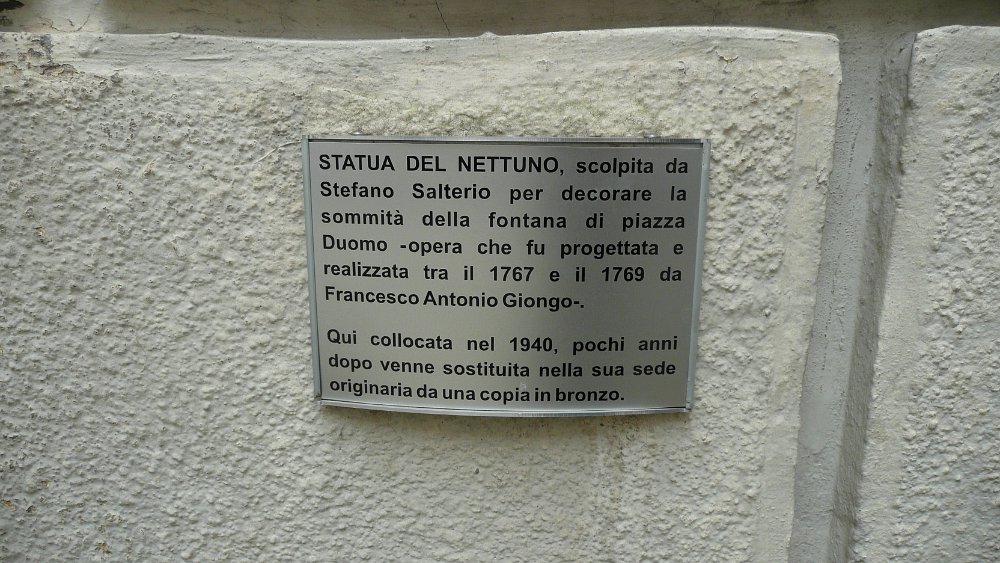 STATUA DEL NETTUNO, scolpita da
Stefano Salterio per decorare la
sommità della fontana di piazza
Duomo -opera che fu progettata e
realizzata tra il 1767 e il 1769 da
Francesco Antonio Giongo-.
Qui collocata nel 1940, pochi anni
dopo venne sostituita nella sua sede
originaria da una copia in bronzo.